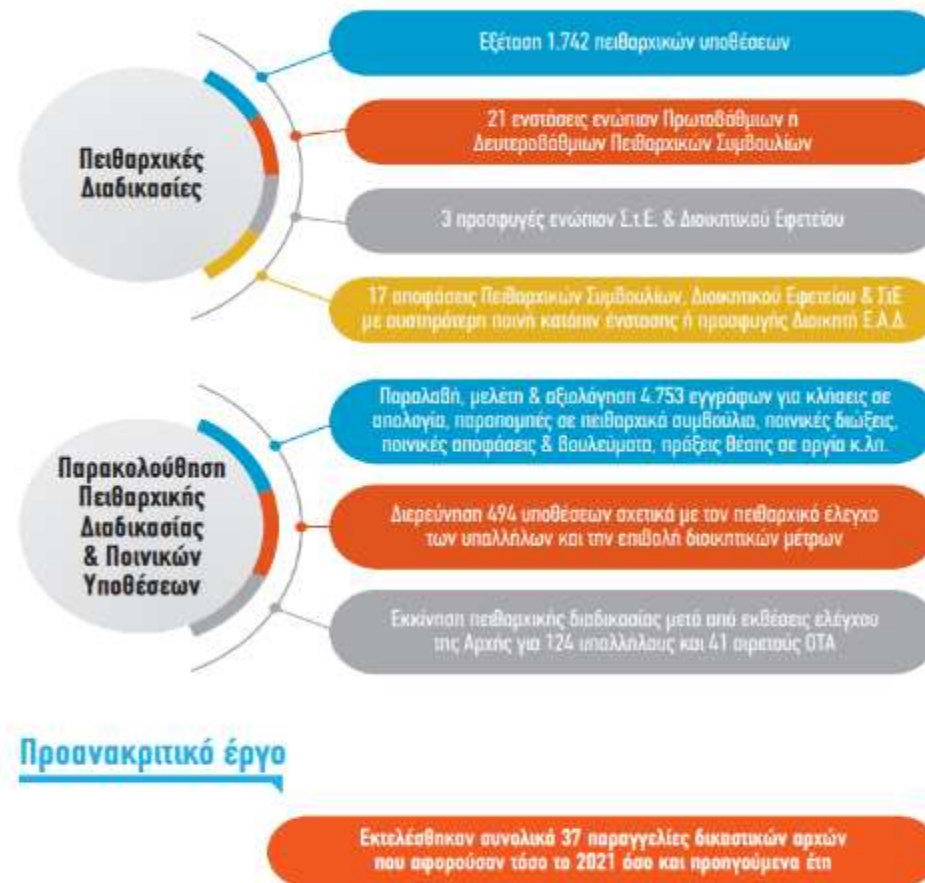 Πειθαρχικές
Διαδικασίες
Εξέταση 1.742 πειθαρχικών υποθέσεων
21 ενστάσεις ενώπιον Πρωτοβάθμιων ή
Δευτεροβάθμιων Πειθαρχικών Συμβουλίων
3 προσφυγές ενώπιον Σ.τ.Ε. & Διοικητικού Εφετείου
17 αποφάσεις Πειθαρχικών Συμβουλίων, Διοικητικού Εφετείου & ΣτΕ
με αυστηρότερη ποινή κατόπιν ένστασης ή προσφυγής Διοικητή Ε.Α.Δ.
Παρακολούθηση
Πειθαρχικής
Διαδικασίας
& Ποινικών
Υποθέσεων
Παραλαβή, μελέτη & αξιολόγηση 4.753 εγγράφων για κλήσεις σε
απολογία, παραπομπές σε πειθαρχικά συμβούλια, ποινικές διώξεις,
ποινικές αποφάσεις & βουλεύματα, πράξεις θέσης σε αργία κ.λπ.
Διερεύνηση 494 υποθέσεων σχετικά με τον πειθαρχικό έλεγχο
των υπαλλήλων και την επιβολή διοικητικών μέτρων
Εκκίνηση πειθαρχικής διαδικασίας μετά από εκθέσεις ελέγχου
της Αρχής για 124 υπαλλήλους και 41 αιρετούς ΟΤΑ
Προανακριτικό έργο
Εκτελέσθηκαν συνολικά 37 παραγγελίες δικαστικών αρχών
που αφορούσαν τόσο το 2021 όσο και προηγούμενα έτη